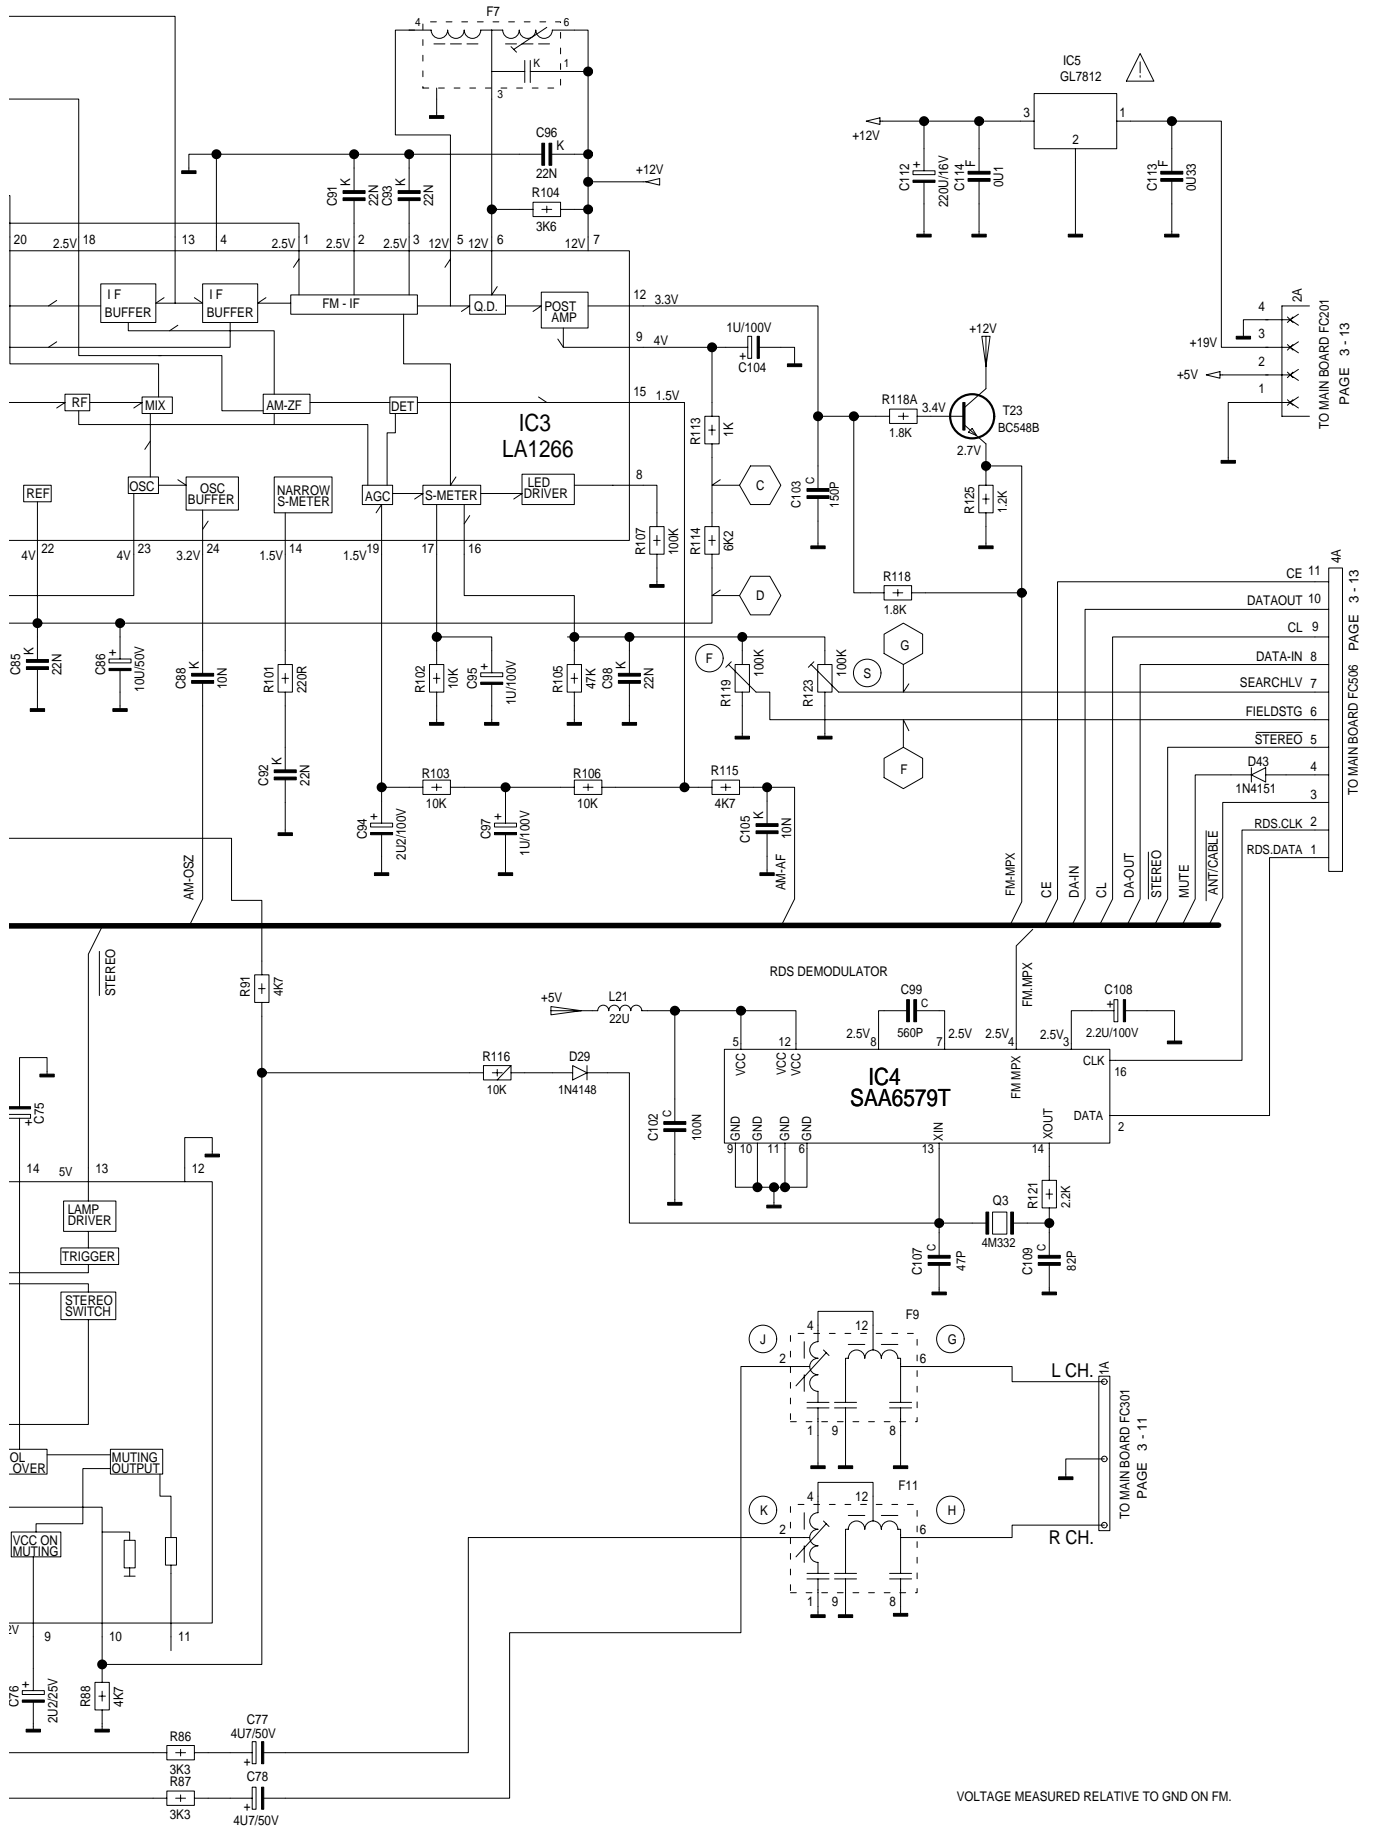 F7
4
6
K
1
3
IC5
GL7812
3
1
2
+12V
C112
+
220U/16V
C114
F
0U1
C113
F
0U33
C96
K
22N
+12V
C91
K
22N
C93
K
22N
R104
3K6
20
2.5V 18
13
4
2.5V 1
2.5V 2
2.5V 3
12V 5
12V 6
12V 7
I F
BUFFER
I F
BUFFER
FM - IF
Q.D.
POST
AMP
12 3.3V
9 4V
1U/100V
+
C104
+12V
2A
4
3
+19V
2
+5V
1
TO MAIN BOARD FC201
PAGE 3 - 13
RF
MIX
AM-ZF
DET
15 1.5V
IC3
LA1266
R113
1K
R118A
1.8K
3.4V
T23
BC548B
2.7V
REF
OSC
OSC
BUFFER
NARROW
S-METER
AGC
S-METER
LED
DRIVER
8
C
C103
C
150P
R125
1.2K
R107
100K
R114
6K2
4V 22
4V 23
3.2V 24
1.5V 14
1.5V 19
17
16
D
R118
1.8K
4A
CE 11
DATAOUT 10
CL 9
DATA-IN 8
SEARCHLV 7
FIELDSTG 6
STEREO 5
4
D43
1N4151
3
RDS.CLK 2
RDS.DATA 1
TO MAIN BOARD FC506 PAGE 3 - 13
C85
K
22N
C86
+
10U/50V
C88
K
10N
R101
220R
R102
10K
C95
+
1U/100V
R105
47K
C98
K
22N
F
R119
100K
R123
100K
S
G
F
C92
K
22N
R103
10K
R106
10K
R115
4K7
C94
+
2U2/100V
C97
+
1U/100V
C105
K
10N
AM-OSZ
AM-AF
FM-MPX
CE
DA-IN
CL
DA-OUT
STEREO
MUTE
ANT/CABLE
STEREO
R91
4K7
RDS DEMODULATOR
FM.MPX
+5V
L21
22U
C99
C
560P
C108
+
2.2U/100V
5
12
2.5V 8
7 2.5V
2.5V 4
2.5V 3
VCC
VCC
VCC
FM MPX
CLK
16
IC4
SAA6579T
DATA
2
GND
GND
GND
GND
XIN
XOUT
9
10
11
6
13
14
R116
10K
D29
1N4148
C102
C
100N
C75
+
R121
2.2K
Q3
4M332
C107
C
47P
C109
C
82P
14
5V 13
12
LAMP
DRIVER
TRIGGER
STEREO
SWITCH
J
4
12
F9
G
2
6
1
9
8
L CH.
1A
TO MAIN BOARD FC301
PAGE 3 - 11
OL
OVER
MUTING
OUTPUT
VCC ON
MUTING
K
4
12
F11
H
2
6
1
9
8
R CH.
2V
9
10
11
C76
+
2U2/25V
R88
4K7
R86
3K3
C77
4U7/50V
+
R87
3K3
C78
+
4U7/50V
VOLTAGE MEASURED RELATIVE TO GND ON FM.